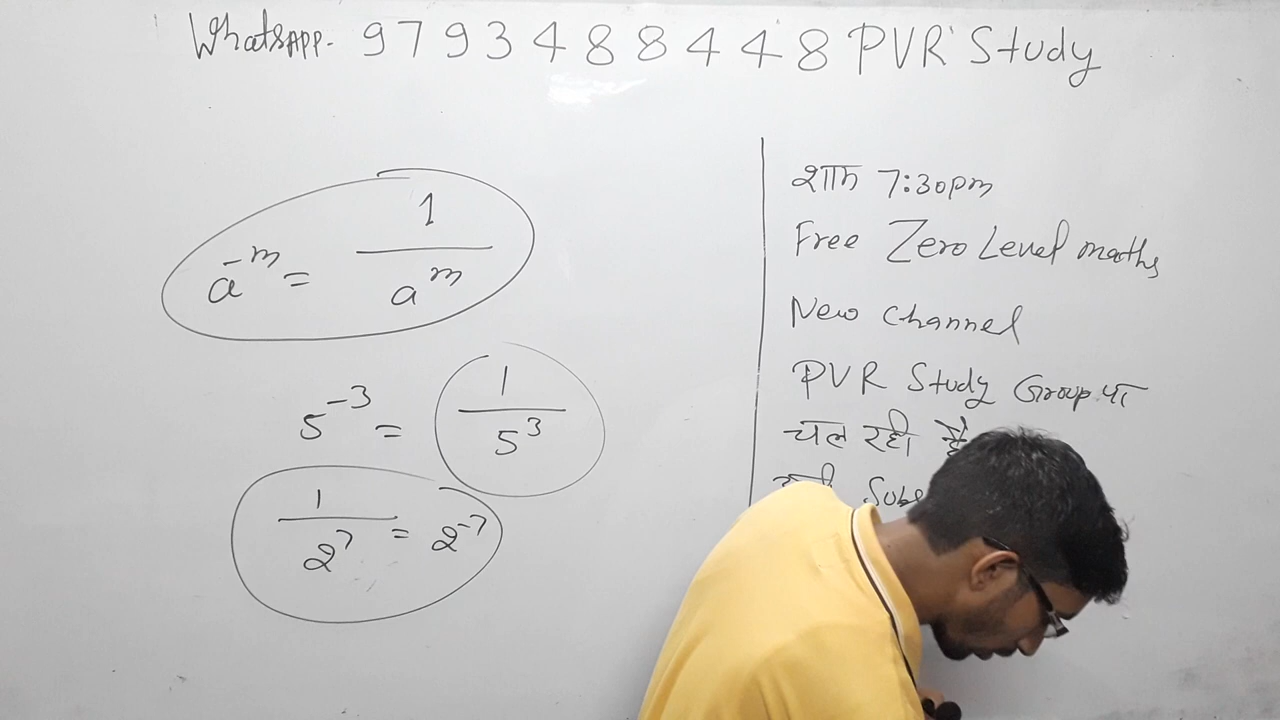 WhatsApp. 9793488448 PVR Study
a⁻ᵐ = 1/aᵐ
5⁻³ = 1/5³
1/2⁷ = 2⁻⁷
शाम 7:30pm
Free Zero Level maths
New channel
PVR Study Group पर
चल रही है
Subs